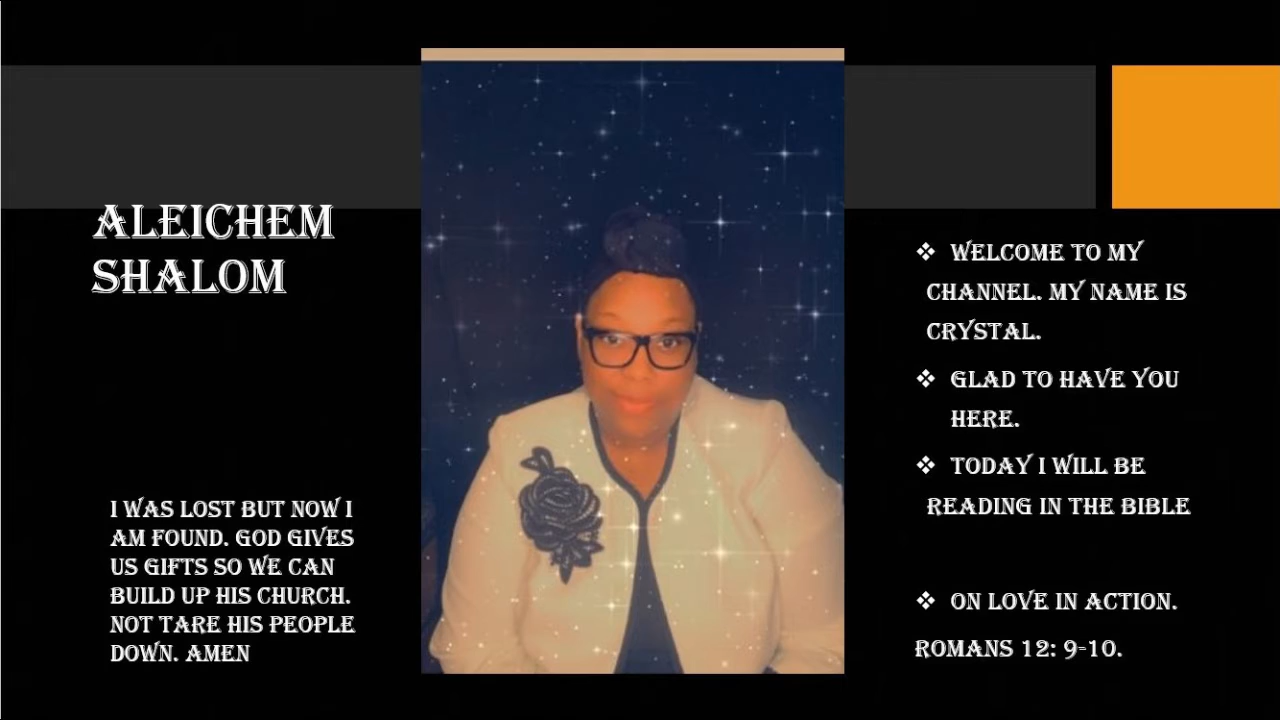 ALEICHEM
SHALOM
I WAS LOST BUT NOW I
AM FOUND. GOD GIVES
US GIFTS SO WE CAN
BUILD UP HIS CHURCH.
NOT TARE HIS PEOPLE
DOWN. AMEN
❖ WELCOME TO MY
CHANNEL. MY NAME IS
CRYSTAL.
❖ GLAD TO HAVE YOU
HERE.
❖ TODAY I WILL BE
READING IN THE BIBLE
❖ ON LOVE IN ACTION.
ROMANS 12: 9-10.